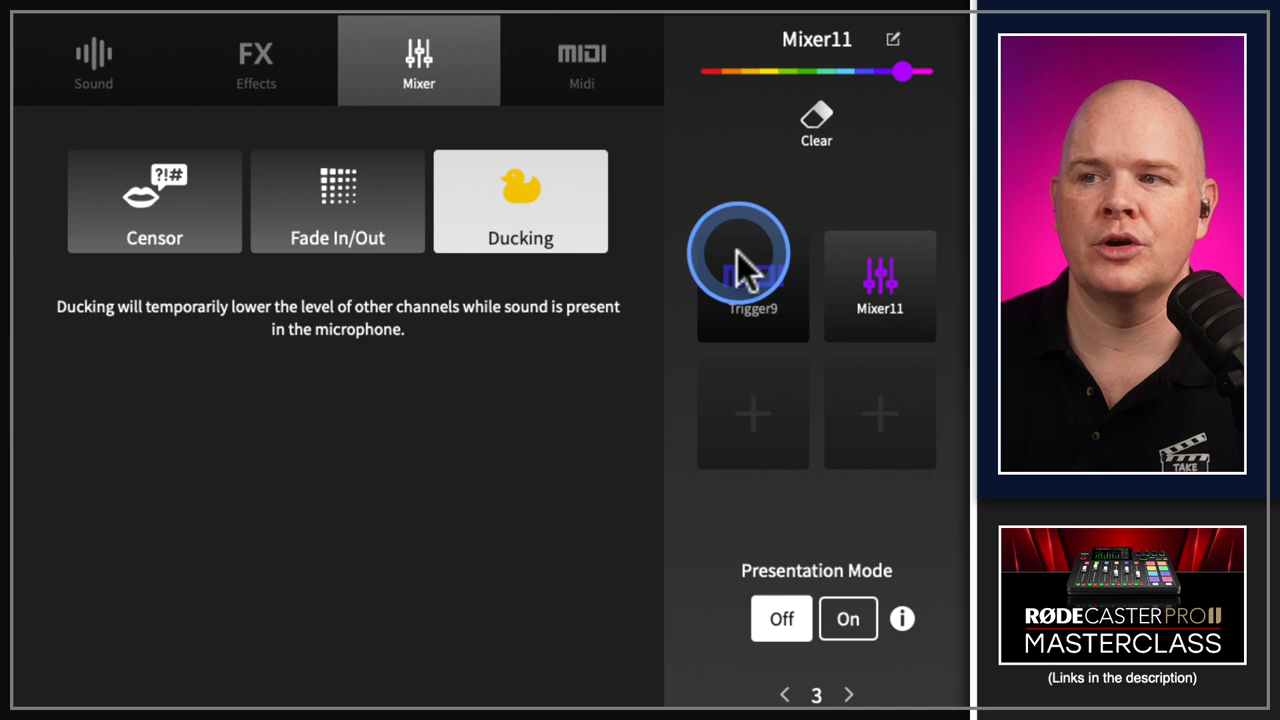 Sound
FX
Effects
Mixer
MIDI
Midi
Mixer11
Clear
?!#
Censor
Fade In/Out
Ducking
Ducking will temporarily lower the level of other channels while sound is present
in the microphone.
Trigger9
Mixer11
Presentation Mode
Off
On
i
3
TAKE
RØDECASTER PRO II
MASTERCLASS
(Links in the description)